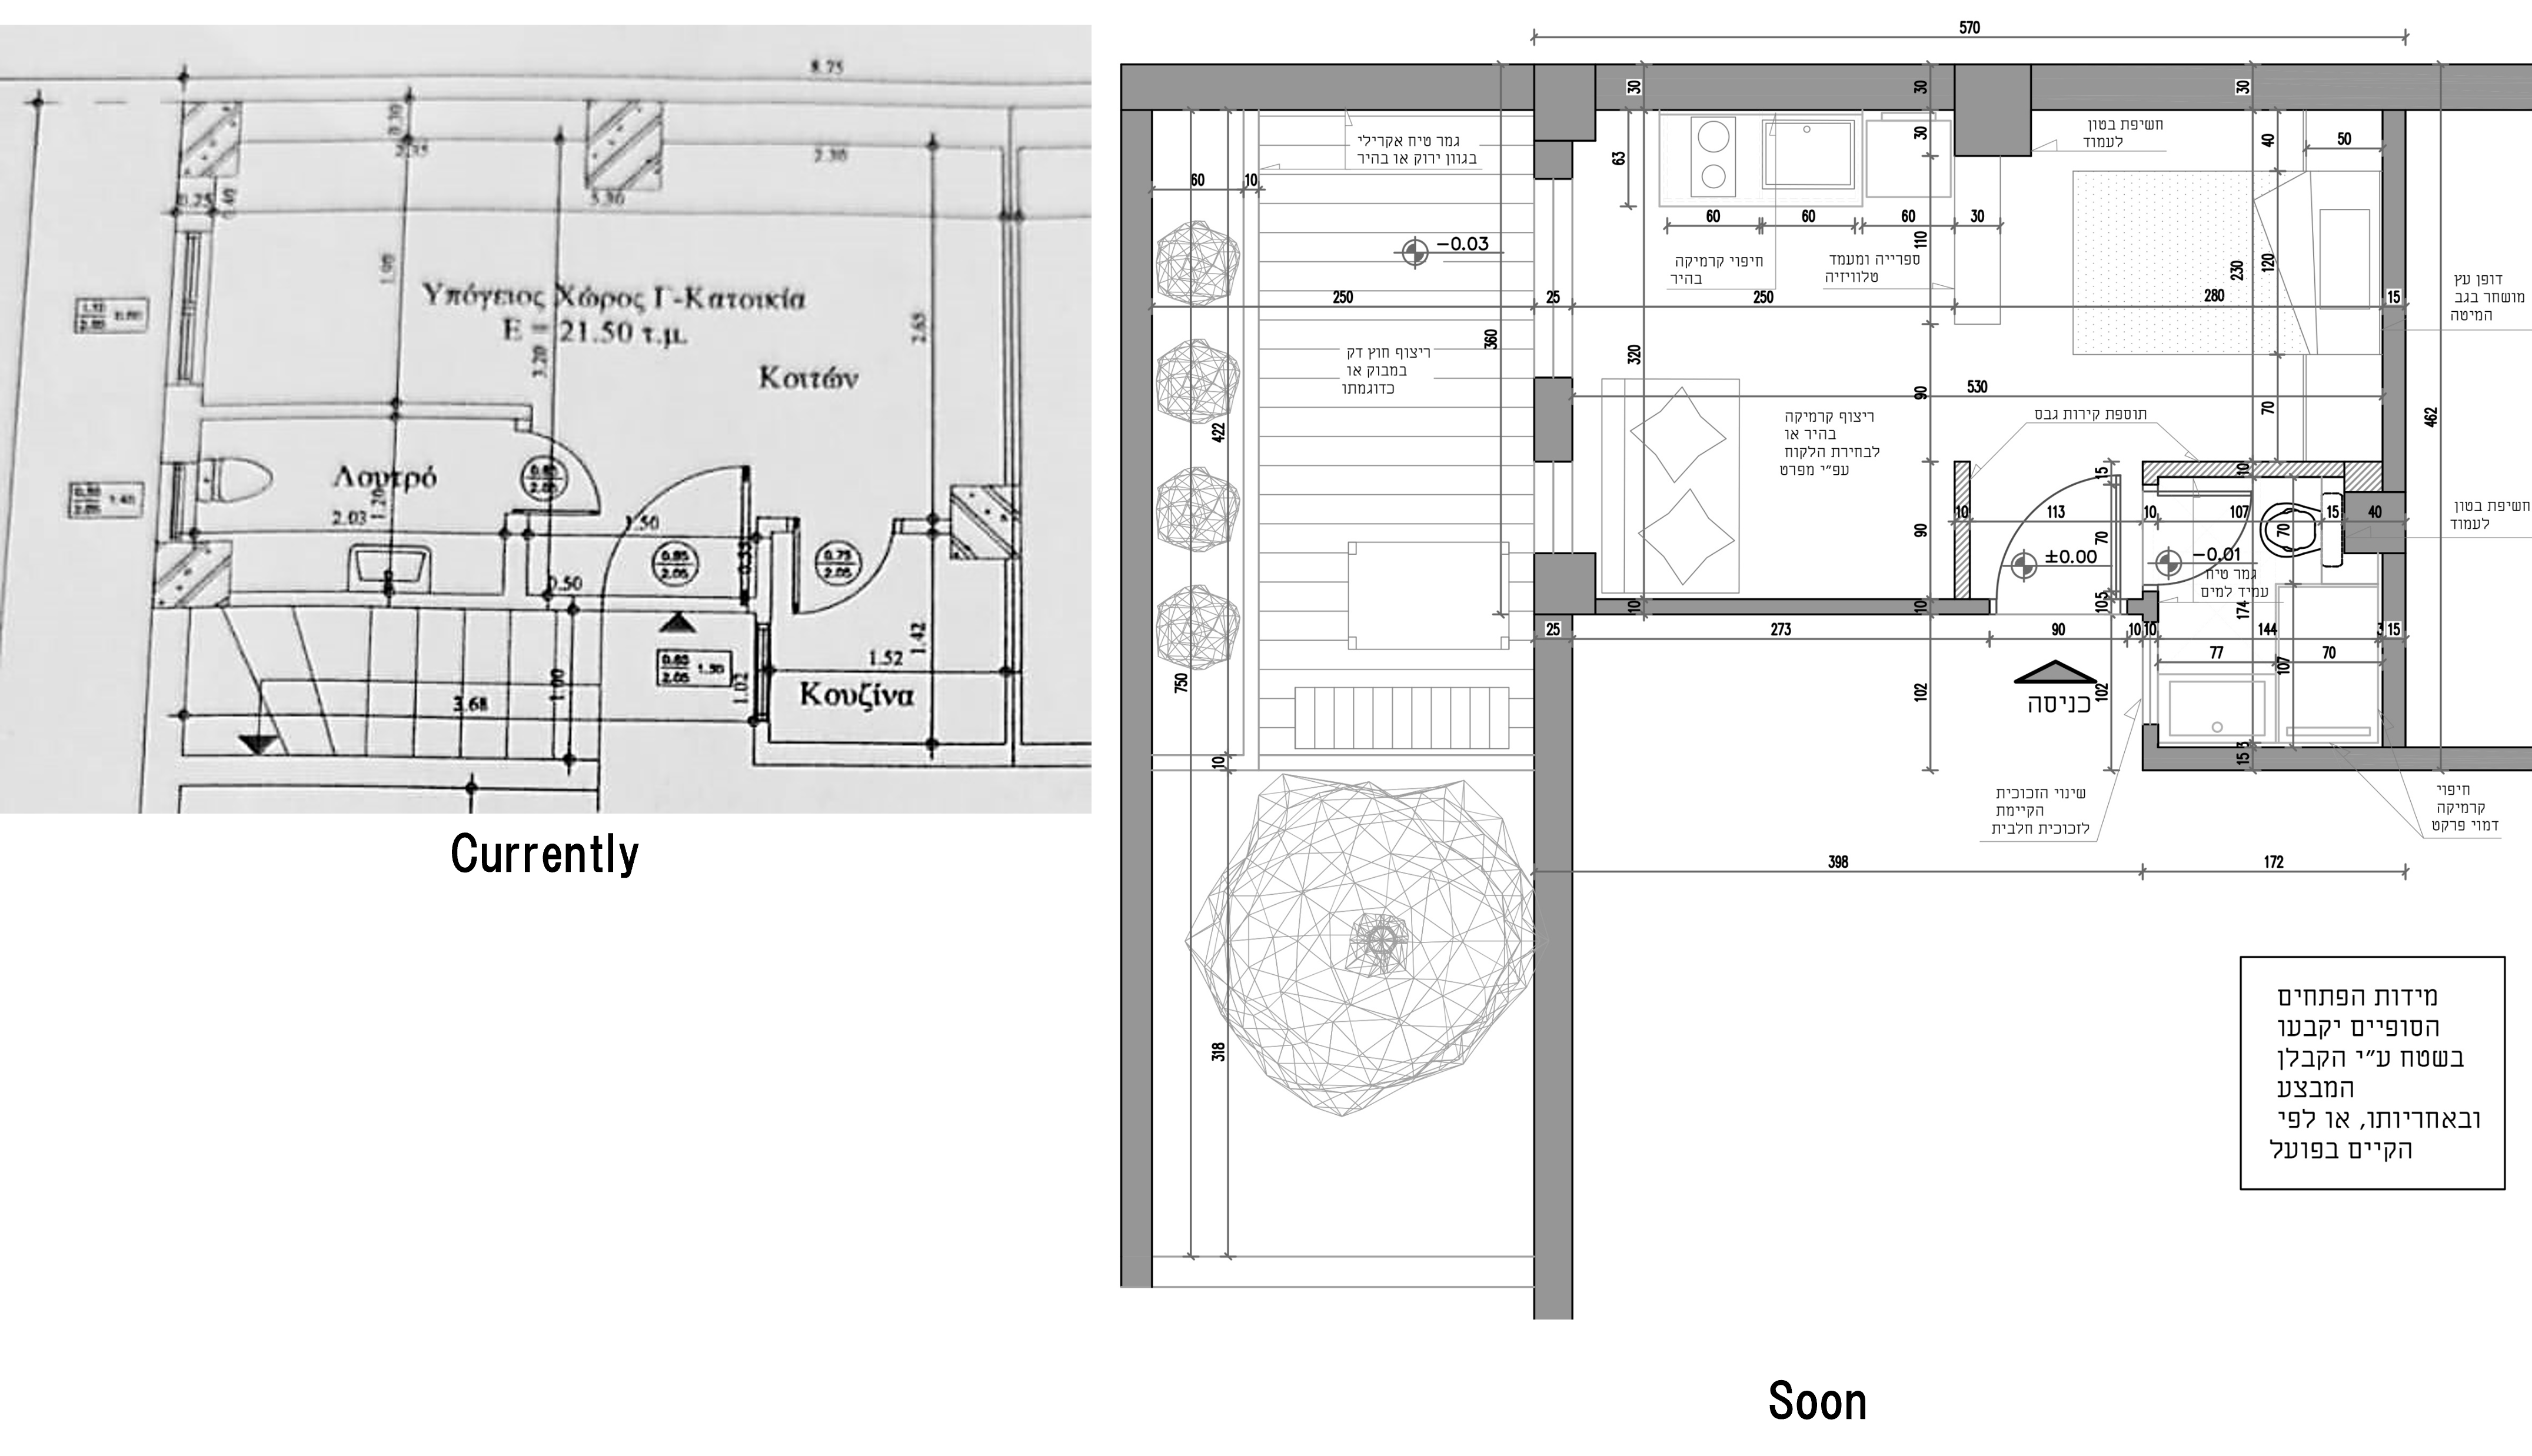 8.75
0.30
2.35
2.30
5.30
0.25
0.40
1.90
Υπόγειος Χώρος Γ-Κατοικία
Ε = 21.50 τ.μ.
3.20
2.65
Κοιτών
Λουτρό
1.20
2.03
1.50
0.75
2.05
0.50
1.42
1.52
1.02
1.00
3.68
Κουζίνα
Currently
570
30
30
30
גמר טיח אקרילי
בגוון ירוק או בהיר
60
10
63
30
חשיפת בטון
לעמוד
40
50
60
60
60
30
-0.03
חיפוי קרמיקה
בהיר
ספרייה ומעמד
טלוויזיה
110
230
120
דופן עץ
מושחר בגב
המיטה
250
25
250
280
15
360
320
ריצוף חוץ דק
במבוק או
כדוגמתו
90
530
70
462
422
ריצוף קרמיקה
בהיר או
לבחירת הלקוח
עפ״י מפרט
תוספת קירות גבס
15
10
10
113
10
107
15
40
90
70
70
חשיפת בטון
לעמוד
±0.00
-0.01
גמר טיח
עמיד למים
174
10
10
10.5
25
273
90
10
10
144
3
15
77
70
107
750
102
102
כניסה
10
15
3
שינוי הזכוכית
הקיימת
לזכוכית חלבית
חיפוי
קרמיקה
דמוי פרקט
398
172
318
מידות הפתחים
הסופיים יקבעו
בשטח ע״י הקבלן
המבצע
ובאחריותו, או לפי
הקיים בפועל
Soon